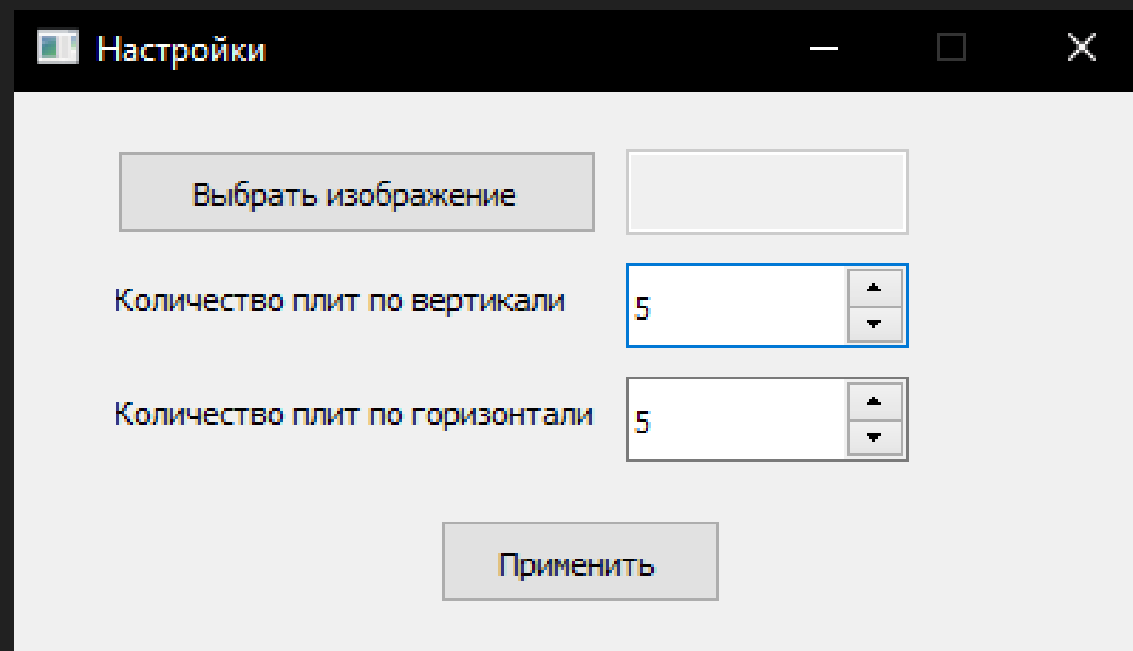 Настройки
Выбрать изображение
Количество плит по вертикали
5
Количество плит по горизонтали
5
Применить